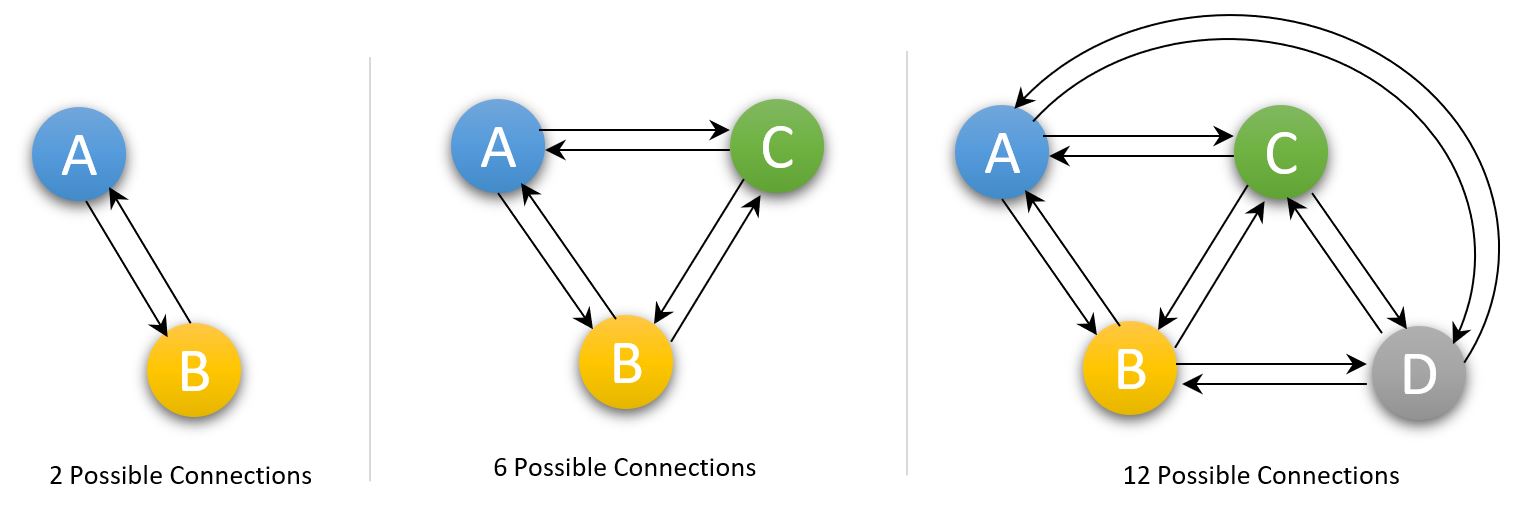 A
B
2 Possible Connections
A
C
B
6 Possible Connections
A
C
B
D
12 Possible Connections